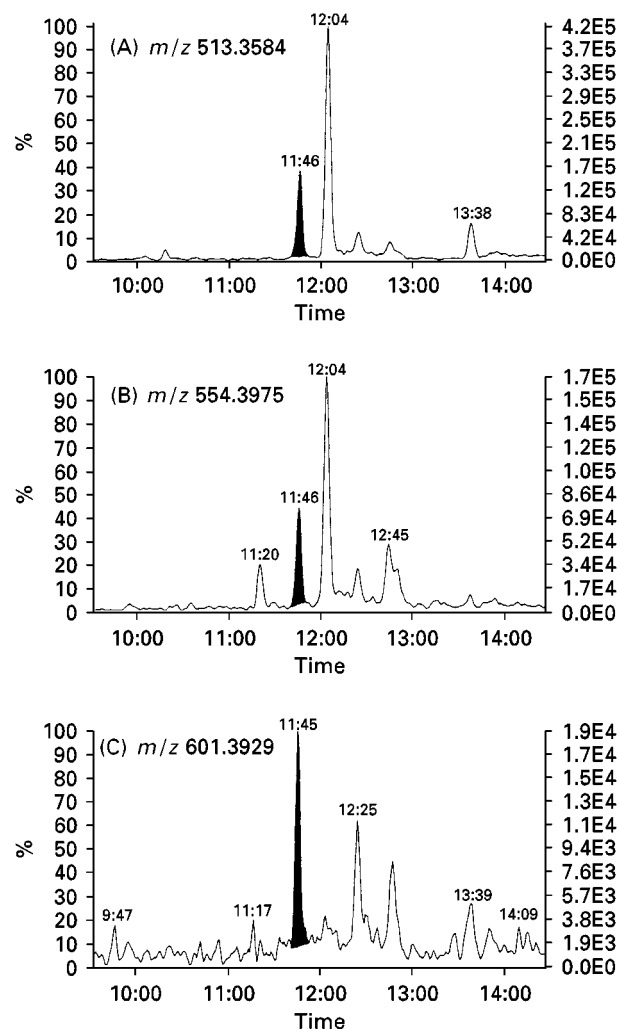 (A) m/z 513.3584
12:04
11:46
13:38
100
90
80
70
60
50
40
30
20
10
0
%
4.2E5
3.7E5
3.3E5
2.9E5
2.5E5
2.1E5
1.7E5
1.2E5
8.3E4
4.2E4
0.0E0
10:00 11:00 12:00 13:00 14:00
Time
(B) m/z 554.3975
12:04
11:46
11:20
12:45
100
90
80
70
60
50
40
30
20
10
0
%
1.7E5
1.5E5
1.4E5
1.2E5
1.0E5
8.6E4
6.9E4
5.2E4
3.4E4
1.7E4
0.0E0
10:00 11:00 12:00 13:00 14:00
Time
(C) m/z 601.3929
11:45
12:25
9:47
11:17
13:39
14:09
100
90
80
70
60
50
40
30
20
10
0
%
1.9E4
1.7E4
1.5E4
1.3E4
1.1E4
9.4E3
7.6E3
5.7E3
3.8E3
1.9E3
0.0E0
10:00 11:00 12:00 13:00 14:00
Time